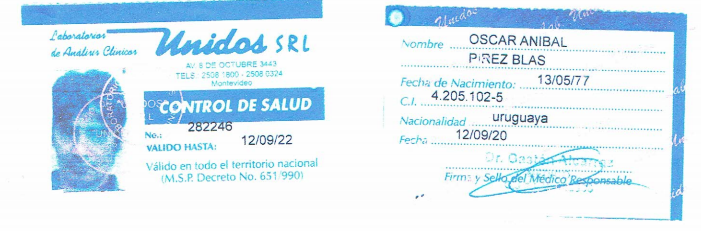 Laboratorios
de Análisis Clínicos
Unidos SRL
AV. 8 DE OCTUBRE 3443
TELS: 2508 1800 - 2508 0324
Montevideo
CONTROL DE SALUD
No.: 282246
VALIDO HASTA: 12/09/22
Válido en todo el territorio nacional
(M.S.P. Decreto No. 651/990)
Nombre OSCAR ANIBAL
PIREZ BLAS
Fecha de Nacimiento: 13/05/77
C.I. 4.205.102-5
Nacionalidad uruguaya
Fecha 12/09/20
Dr. Gastón
Firma y Sello del Médico Responsable